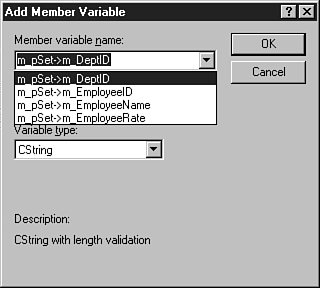 Add Member Variable
Member variable name:
m_pSet->m_DeptID
m_pSet->m_DeptID
m_pSet->m_EmployeeID
m_pSet->m_EmployeeName
m_pSet->m_EmployeeRate
Variable type:
CString
Description:
CString with length validation
OK
Cancel